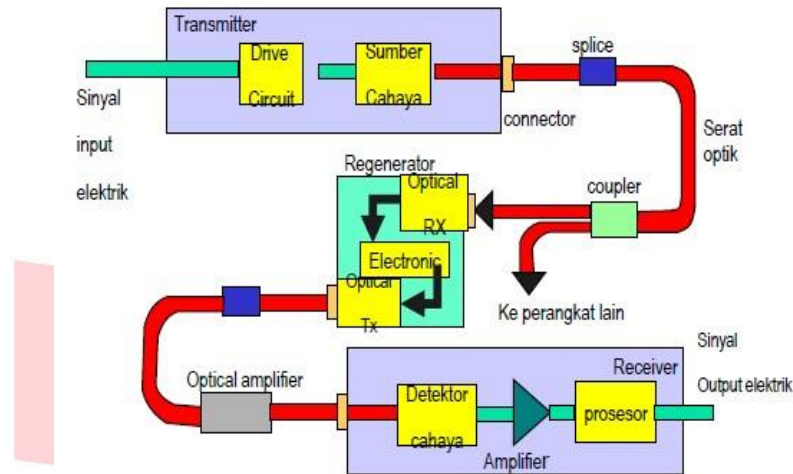 Transmitter
Drive
Circuit
Sumber
Cahaya
splice
Sinyal
input
elektrik
connector
Serat
optik
Regenerator
Optical
RX
coupler
Electronic
Optical
Tx
Ke perangkat lain
Optical amplifier
Receiver
Detektor
cahaya
Amplifier
prosesor
Sinyal
Output elektrik